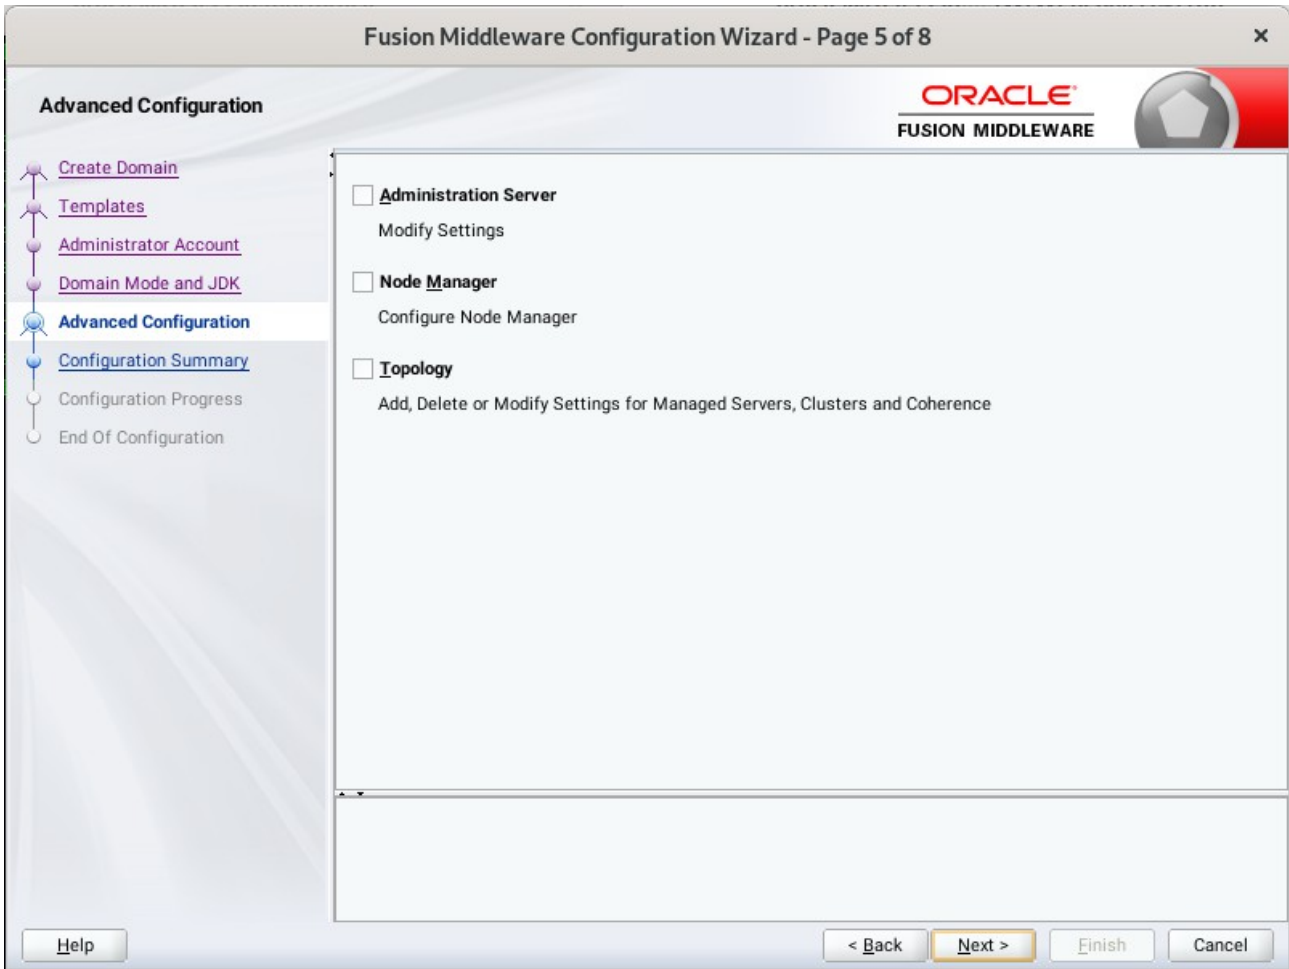 Fusion Middleware Configuration Wizard - Page 5 of 8
×
Advanced Configuration
ORACLE
FUSION MIDDLEWARE
Create Domain
Templates
Administrator Account
Domain Mode and JDK
Advanced Configuration
Configuration Summary
Configuration Progress
End Of Configuration
Administration Server
Modify Settings
Node Manager
Configure Node Manager
Topology
Add, Delete or Modify Settings for Managed Servers, Clusters and Coherence
Help
< Back
Next >
Finish
Cancel